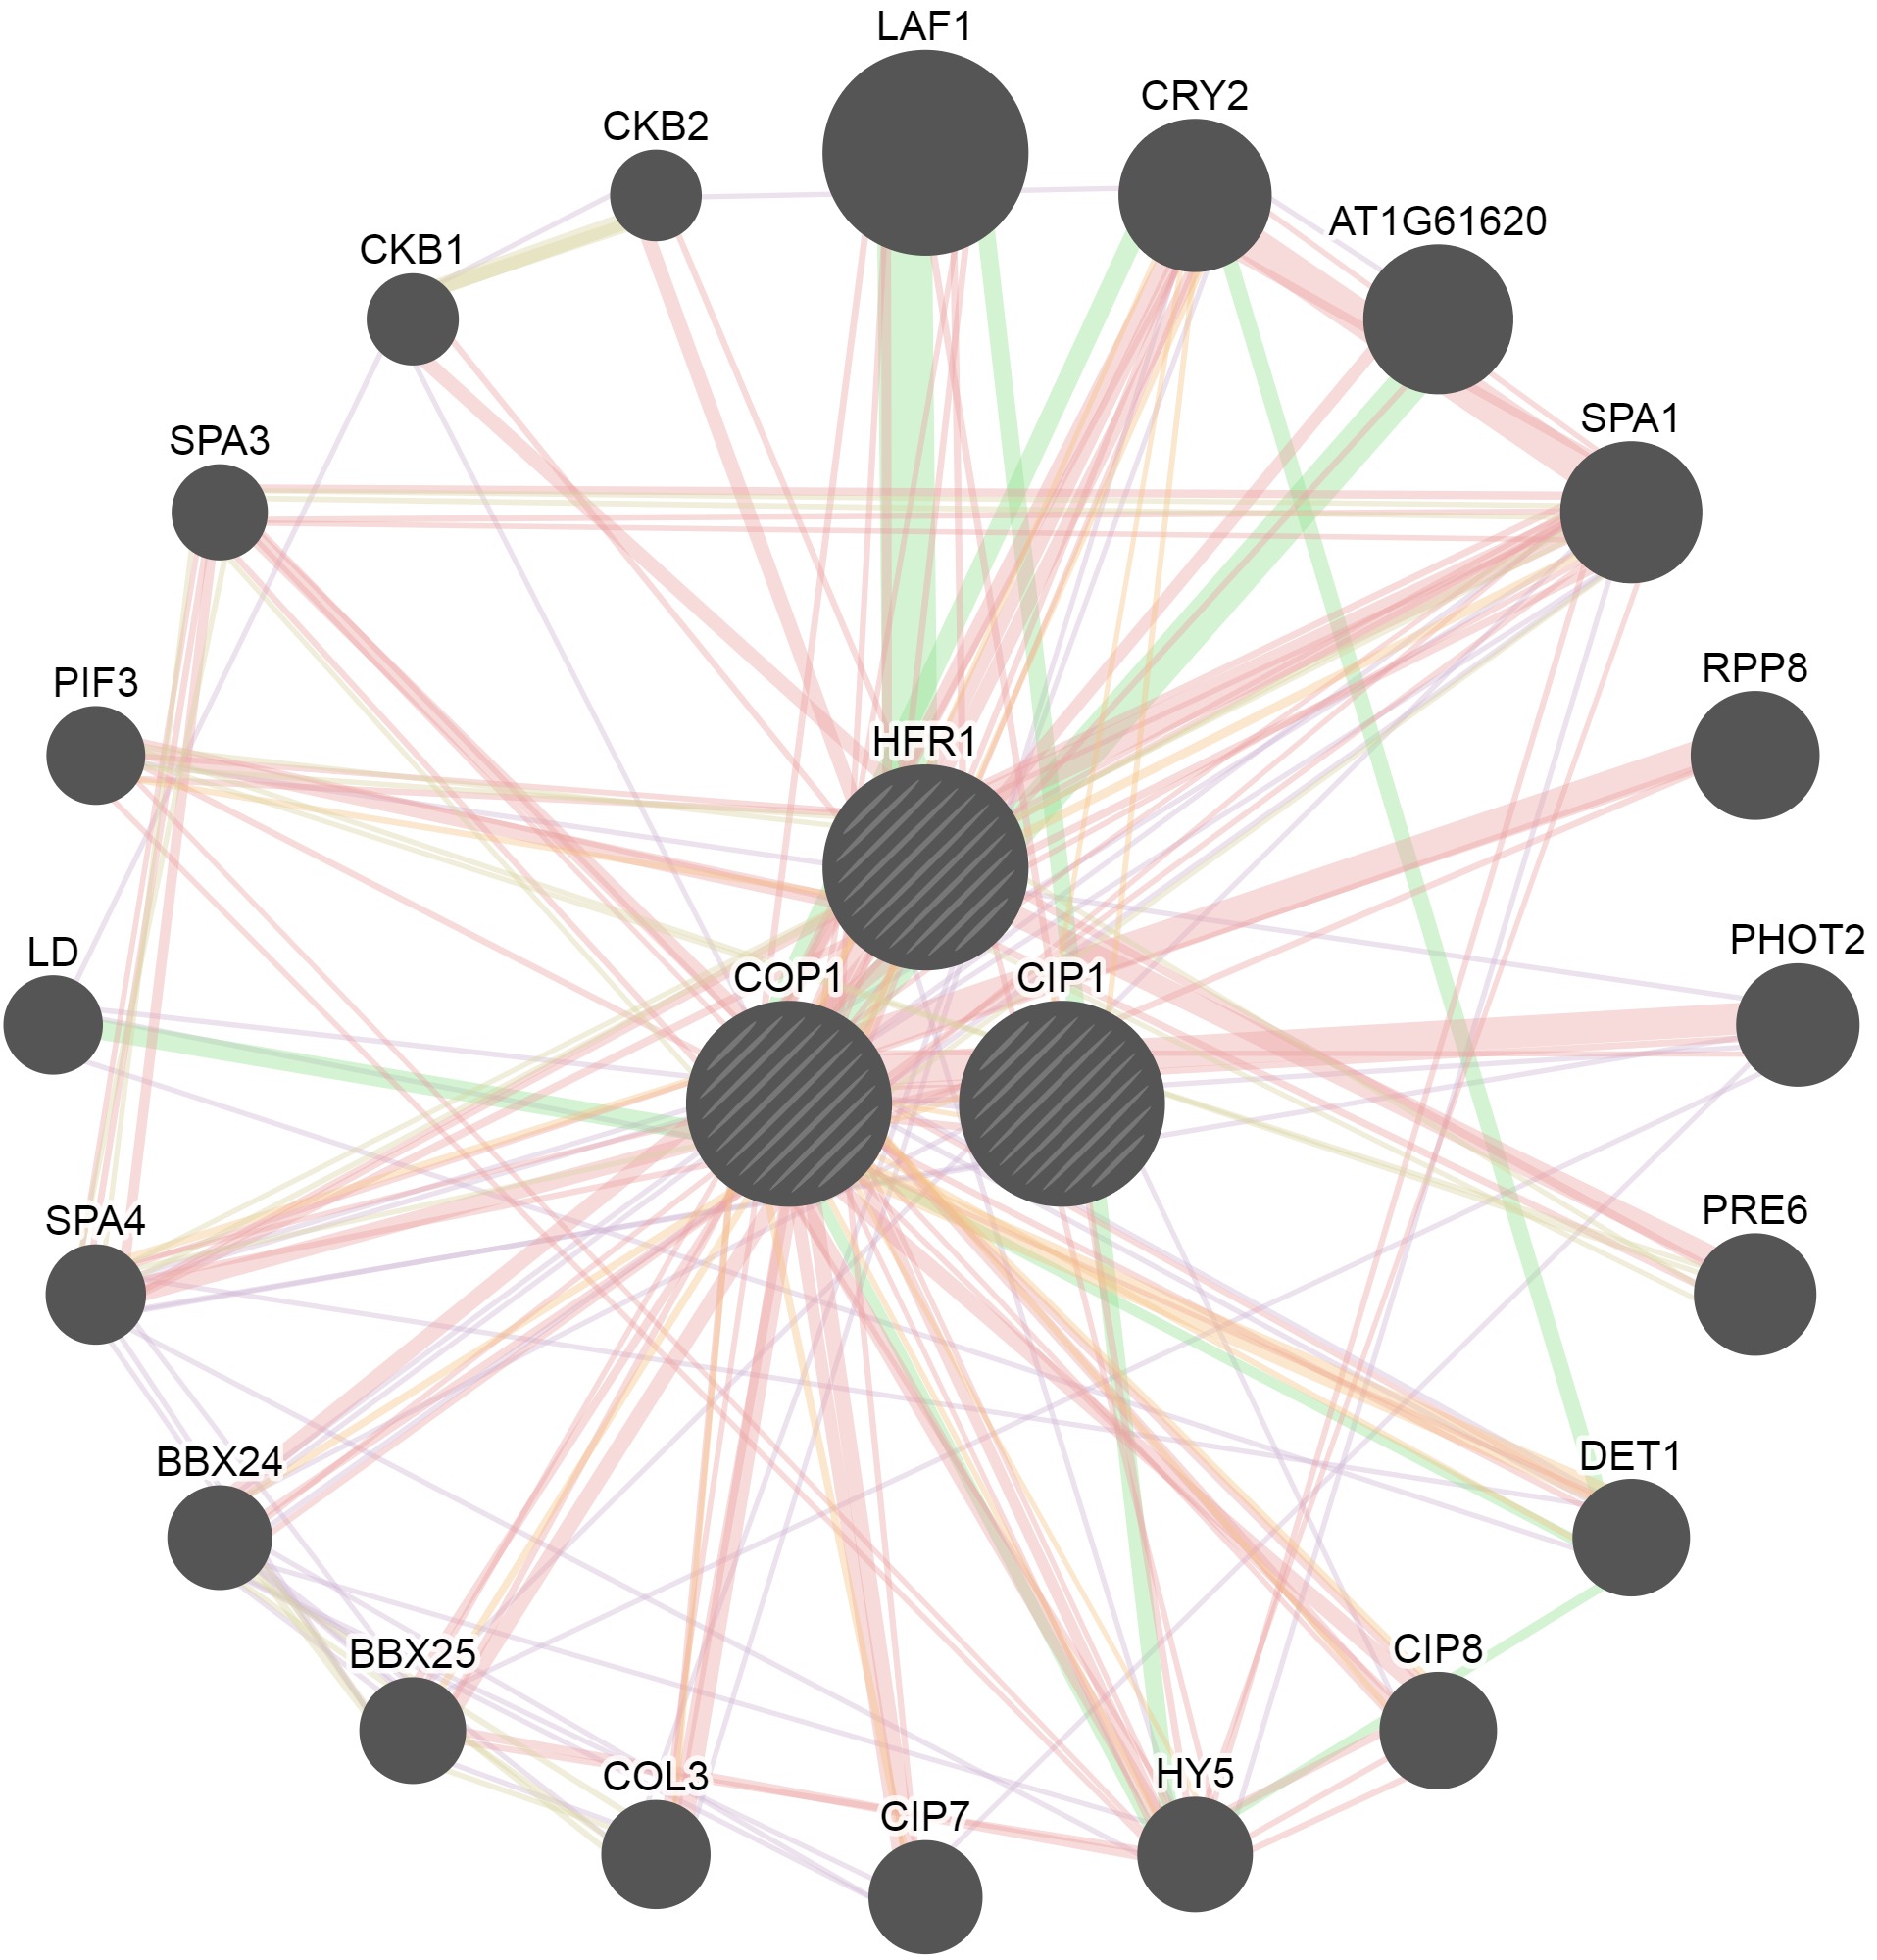 LAF1
CRY2
CKB2
AT1G61620
CKB1
SPA1
SPA3
RPP8
PIF3
HFR1
PHOT2
LD
COP1
CIP1
PRE6
SPA4
DET1
BBX24
CIP8
BBX25
HY5
COL3
CIP7